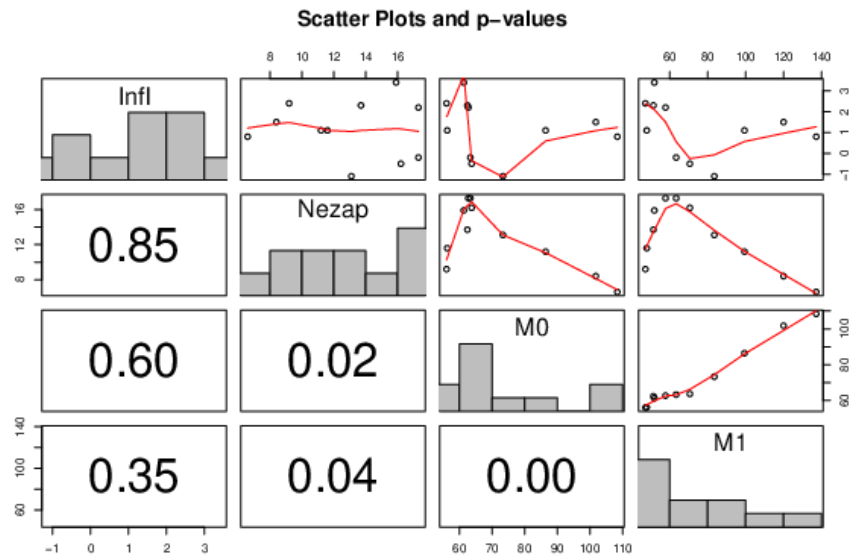 Scatter Plots and p−values
8 10 12 14 16
60 80 100 120 140
Infl
−1 0 1 2 3
8 12 16
0.85
Nezap
0.60
0.02
M0
60 80 100
60 100 140
0.35
0.04
0.00
M1
−1 0 1 2 3
60 70 80 90 100 110